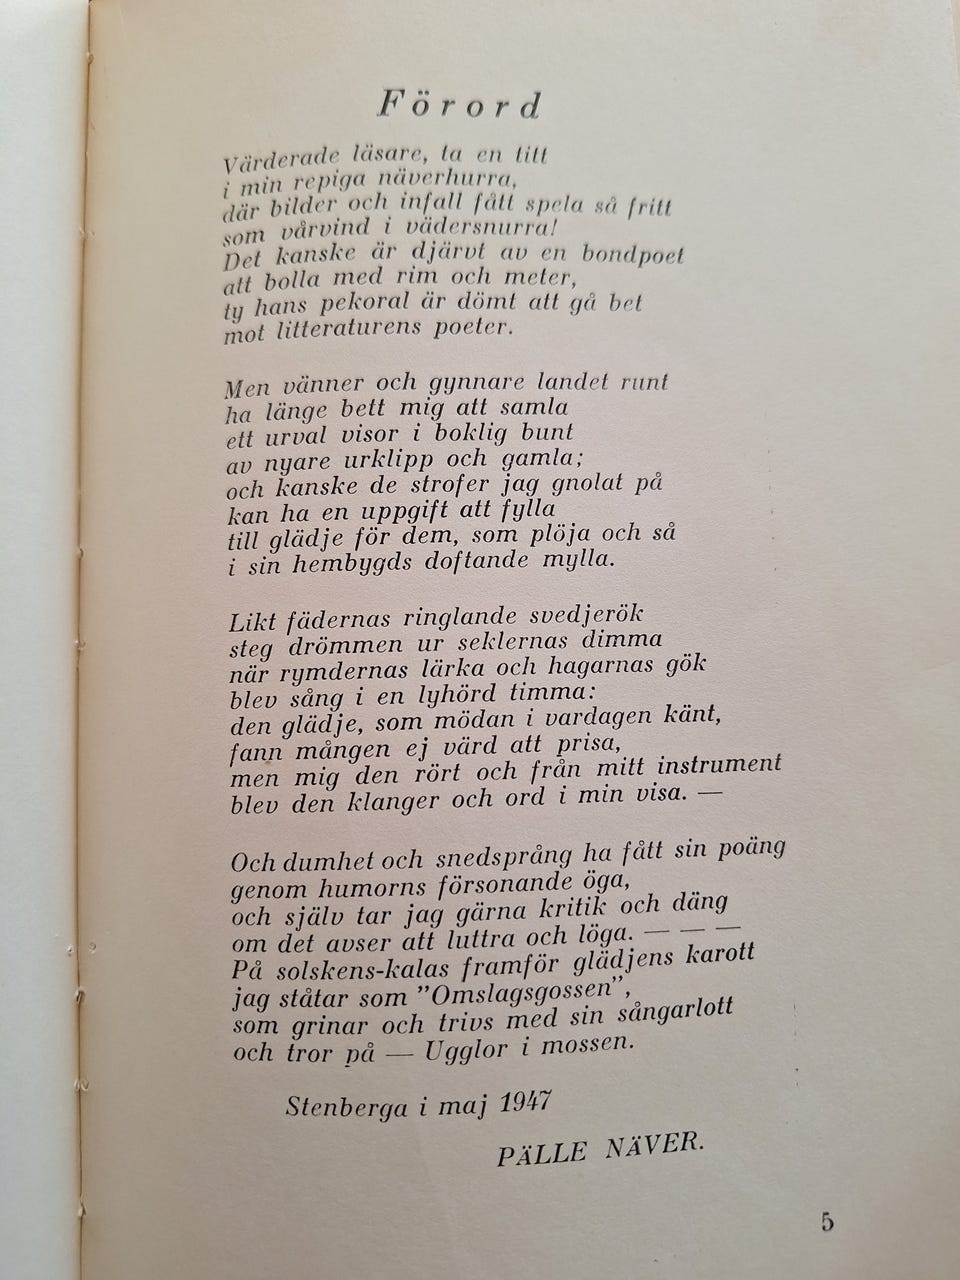 Förord
Värderade läsare, ta en titt
i min repiga näverhurra,
där bilder och infall fått spela så fritt
som vårvind i vädersnurra!
Det kanske är djärvt av en bondpoet
att bolla med rim och meter,
ty hans pekoral är dömt att gå bet
mot litteraturens poeter.
Men vänner och gynnare landet runt
ha länge bett mig att samla
ett urval visor i boklig bunt
av nyare urklipp och gamla;
och kanske de strofer jag gnolat på
kan ha en uppgift att fylla
till glädje för dem, som plöja och så
i sin hembygds doftande mylla.
Likt fädernas ringlande svedjerök
steg drömmen ur seklernas dimma
när rymdernas lärka och hagarnas gök
blev sång i en lyhörd timma:
den glädje, som mödan i vardagen känt,
fann mången ej värd att prisa,
men mig den rört och från mitt instrument
blev den klanger och ord i min visa. —
Och dumhet och snedsprång ha fått sin poäng
genom humorns försonande öga,
och själv tar jag gärna kritik och däng
om det avser att luttra och löga. — — —
På solskens-kalas framför glädjens karott
jag ståtar som "Omslagsgossen",
som grinar och trivs med sin sångarlott
och tror på — Ugglor i mossen.
Stenberga i maj 1947
PÄLLE NÄVER.
5